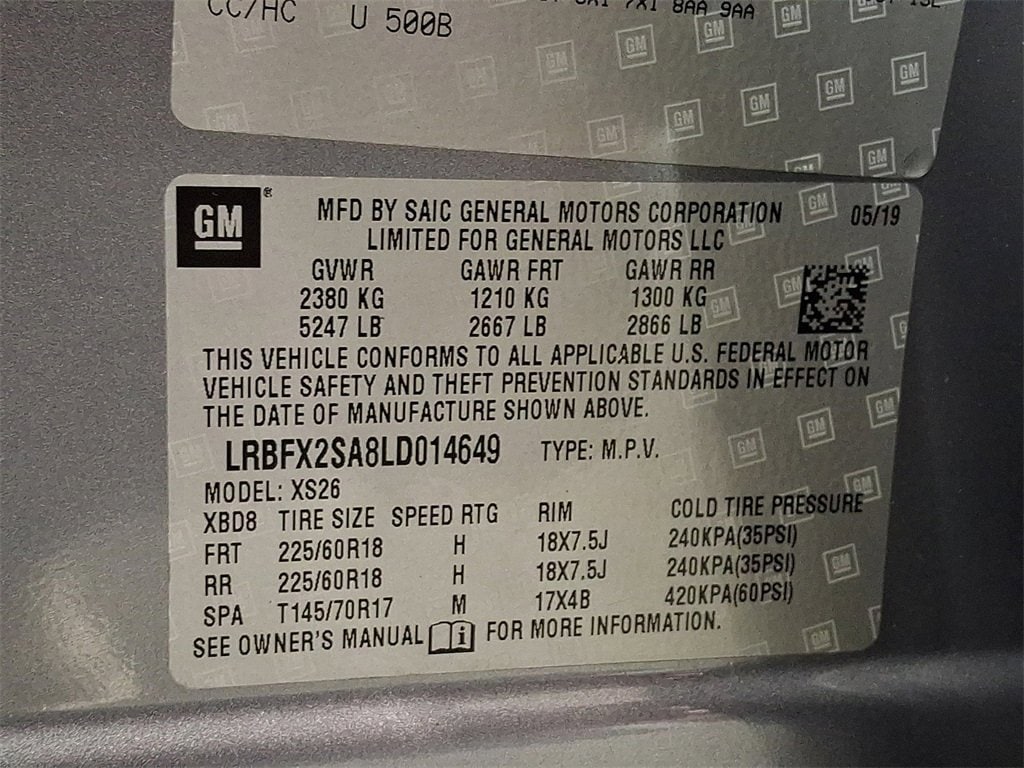 CC/HC U 500B
7X1 8AA 9AA
GM
MFD BY SAIC GENERAL MOTORS CORPORATION 05/19
LIMITED FOR GENERAL MOTORS LLC
GVWR GAWR FRT GAWR RR
2380 KG 1210 KG 1300 KG
5247 LB 2667 LB 2866 LB
THIS VEHICLE CONFORMS TO ALL APPLICABLE U.S. FEDERAL MOTOR
VEHICLE SAFETY AND THEFT PREVENTION STANDARDS IN EFFECT ON
THE DATE OF MANUFACTURE SHOWN ABOVE.
LRBFX2SA8LD014649 TYPE: M.P.V.
MODEL: XS26
XBD8 TIRE SIZE SPEED RTG RIM COLD TIRE PRESSURE
FRT 225/60R18 H 18X7.5J 240KPA(35PSI)
RR 225/60R18 H 18X7.5J 240KPA(35PSI)
SPA T145/70R17 M 17X4B 420KPA(60PSI)
SEE OWNER'S MANUAL i FOR MORE INFORMATION.